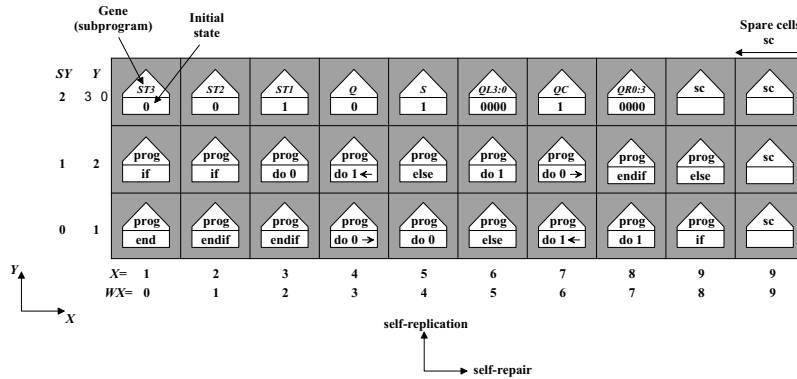 Gene
(subprogram)
Initial
state
Spare cells
sc
SY Y
2 3 0
ST3 ST2 ST1 Q S QL3:0 QC QR0:3 sc sc
0 0 1 0 1 0000 1 0000
1 2
prog prog prog prog prog prog prog prog prog sc
if if do 0 do 1 ← else do 1 do 0 → endif else
0 1
prog prog prog prog prog prog prog prog prog sc
end endif endif do 0 → do 0 else do 1 ← do 1 if
X= 1 2 3 4 5 6 7 8 9 9
WX= 0 1 2 3 4 5 6 7 8 9
Y
X
self-replication
self-repair